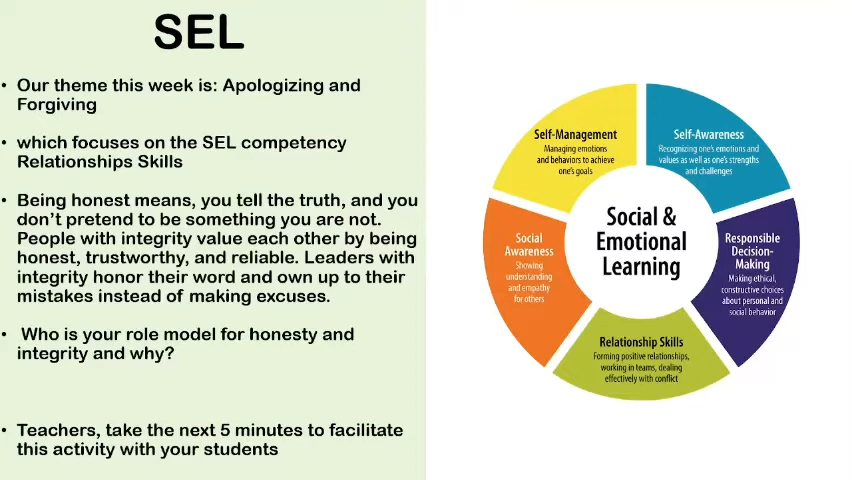 SEL
• Our theme this week is: Apologizing and
Forgiving
• which focuses on the SEL competency
Relationships Skills
• Being honest means, you tell the truth, and you
don’t pretend to be something you are not.
People with integrity value each other by being
honest, trustworthy, and reliable. Leaders with
integrity honor their word and own up to their
mistakes instead of making excuses.
• Who is your role model for honesty and
integrity and why?
• Teachers, take the next 5 minutes to facilitate
this activity with your students
Self-Management
Managing emotions
and behaviors to achieve
one’s goals
Self-Awareness
Recognizing one’s emotions and
values as well as one’s strengths
and challenges
Social
Awareness
Showing
understanding
and empathy
for others
Social &
Emotional
Learning
Responsible
Decision-
Making
Making ethical,
constructive choices
about personal and
social behavior
Relationship Skills
Forming positive relationships,
working in teams, dealing
effectively with conflict